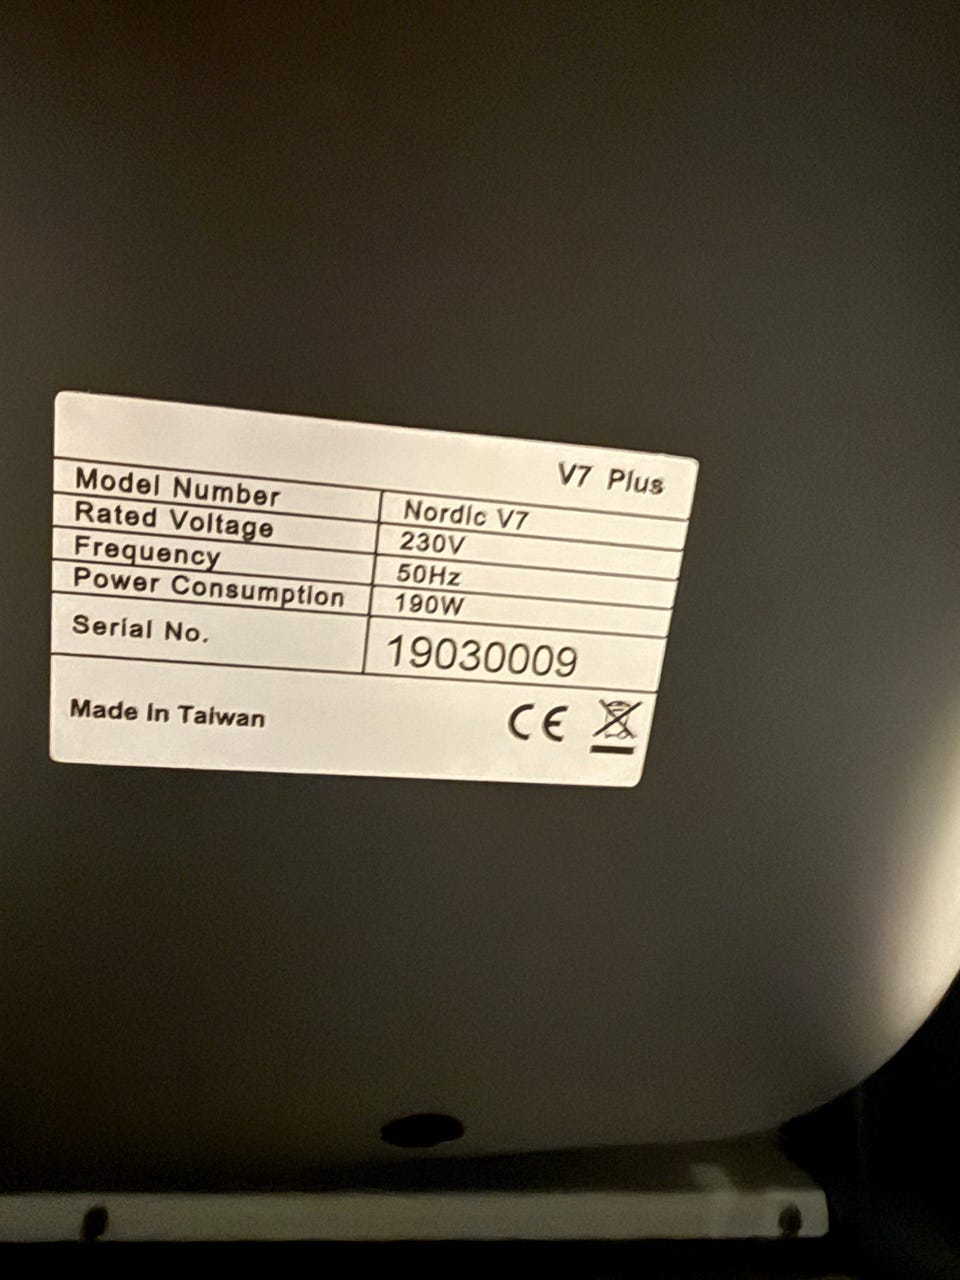 V7 Plus
Model Number Nordic V7
Rated Voltage 230V
Frequency 50Hz
Power Consumption 190W
Serial No. 19030009
Made In Taiwan CE